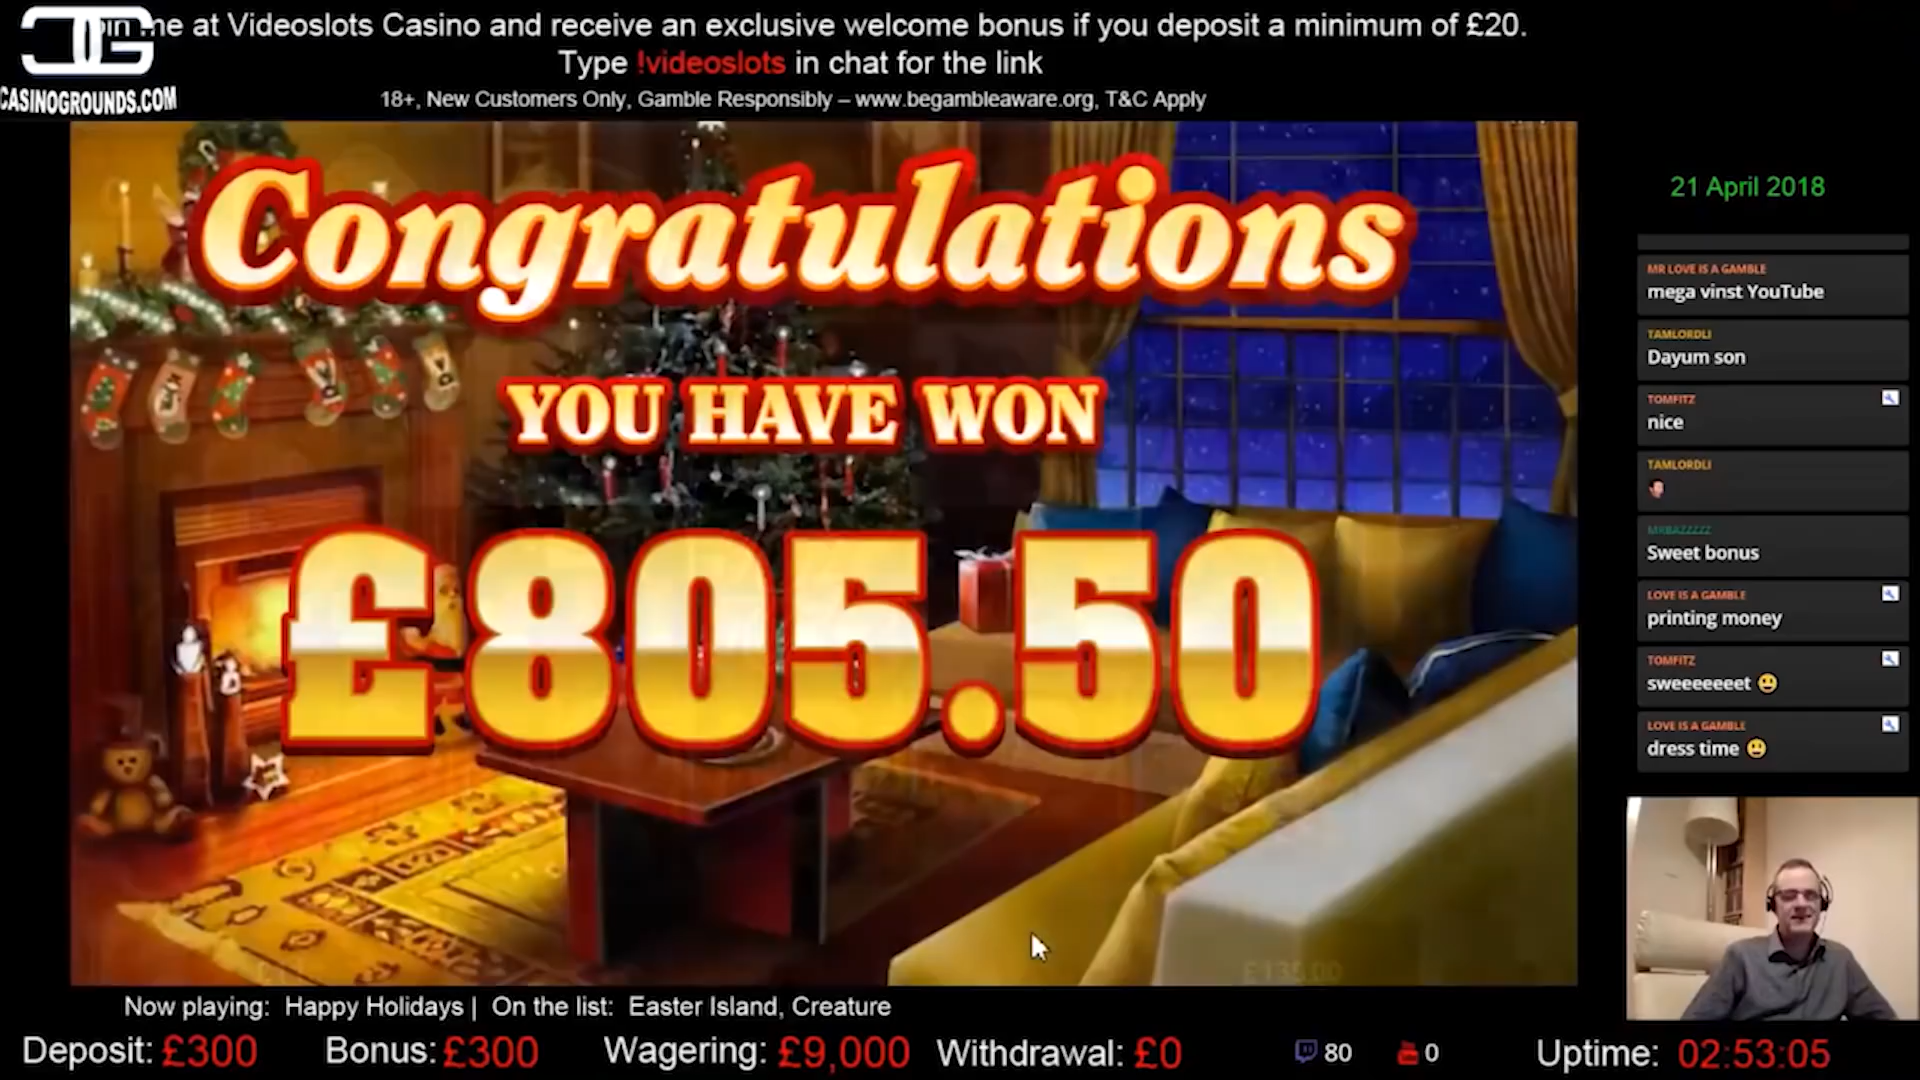 Join me at Videoslots Casino and receive an exclusive welcome bonus if you deposit a minimum of £20.
Type !videoslots in chat for the link
18+, New Customers Only, Gamble Responsibly – www.begambleaware.org, T&C Apply
CG
CASINOGROUNDS.COM
Congratulations
YOU HAVE WON
£805.50
£135.00
21 April 2018
MR LOVE IS A GAMBLE
mega vinst YouTube
TAMLORDLI
Dayum son
TOMFITZ
nice
TAMLORDLI
MRBAZZZZZ
Sweet bonus
LOVE IS A GAMBLE
printing money
TOMFITZ
sweeeeeeet
LOVE IS A GAMBLE
dress time
Now playing: Happy Holidays | On the list: Easter Island, Creature
Deposit: £300 Bonus: £300 Wagering: £9,000 Withdrawal: £0 80 0 Uptime: 02:53:05